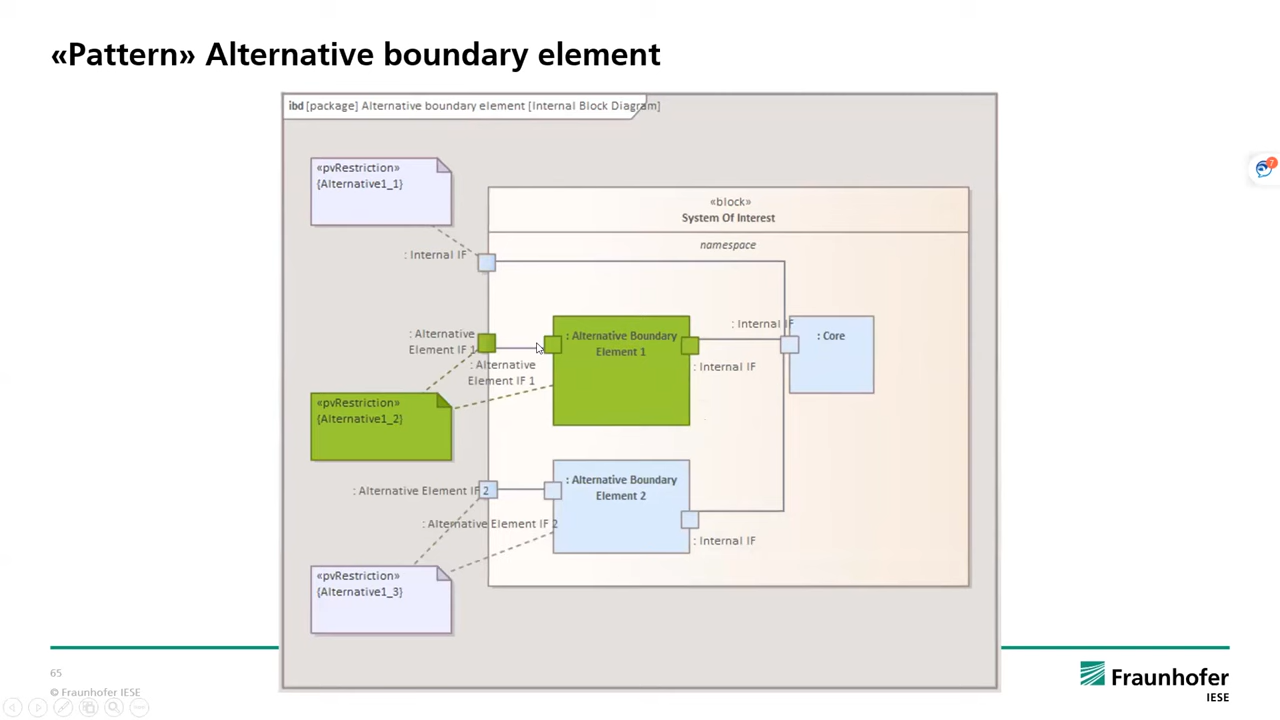 «Pattern» Alternative boundary element
ibd [package] Alternative boundary element [Internal Block Diagram]
«pvRestriction»
{Alternative1_1}
7
«block»
System Of Interest
namespace
: Internal IF
: Alternative
Element IF 1
: Alternative
Element IF 1
: Alternative Boundary
Element 1
: Internal IF
: Internal IF
: Core
«pvRestriction»
{Alternative1_2}
: Alternative Element IF 2
: Alternative Element IF 2
: Alternative Boundary
Element 2
: Internal IF
«pvRestriction»
{Alternative1_3}
65
© Fraunhofer IESE
Fraunhofer
IESE